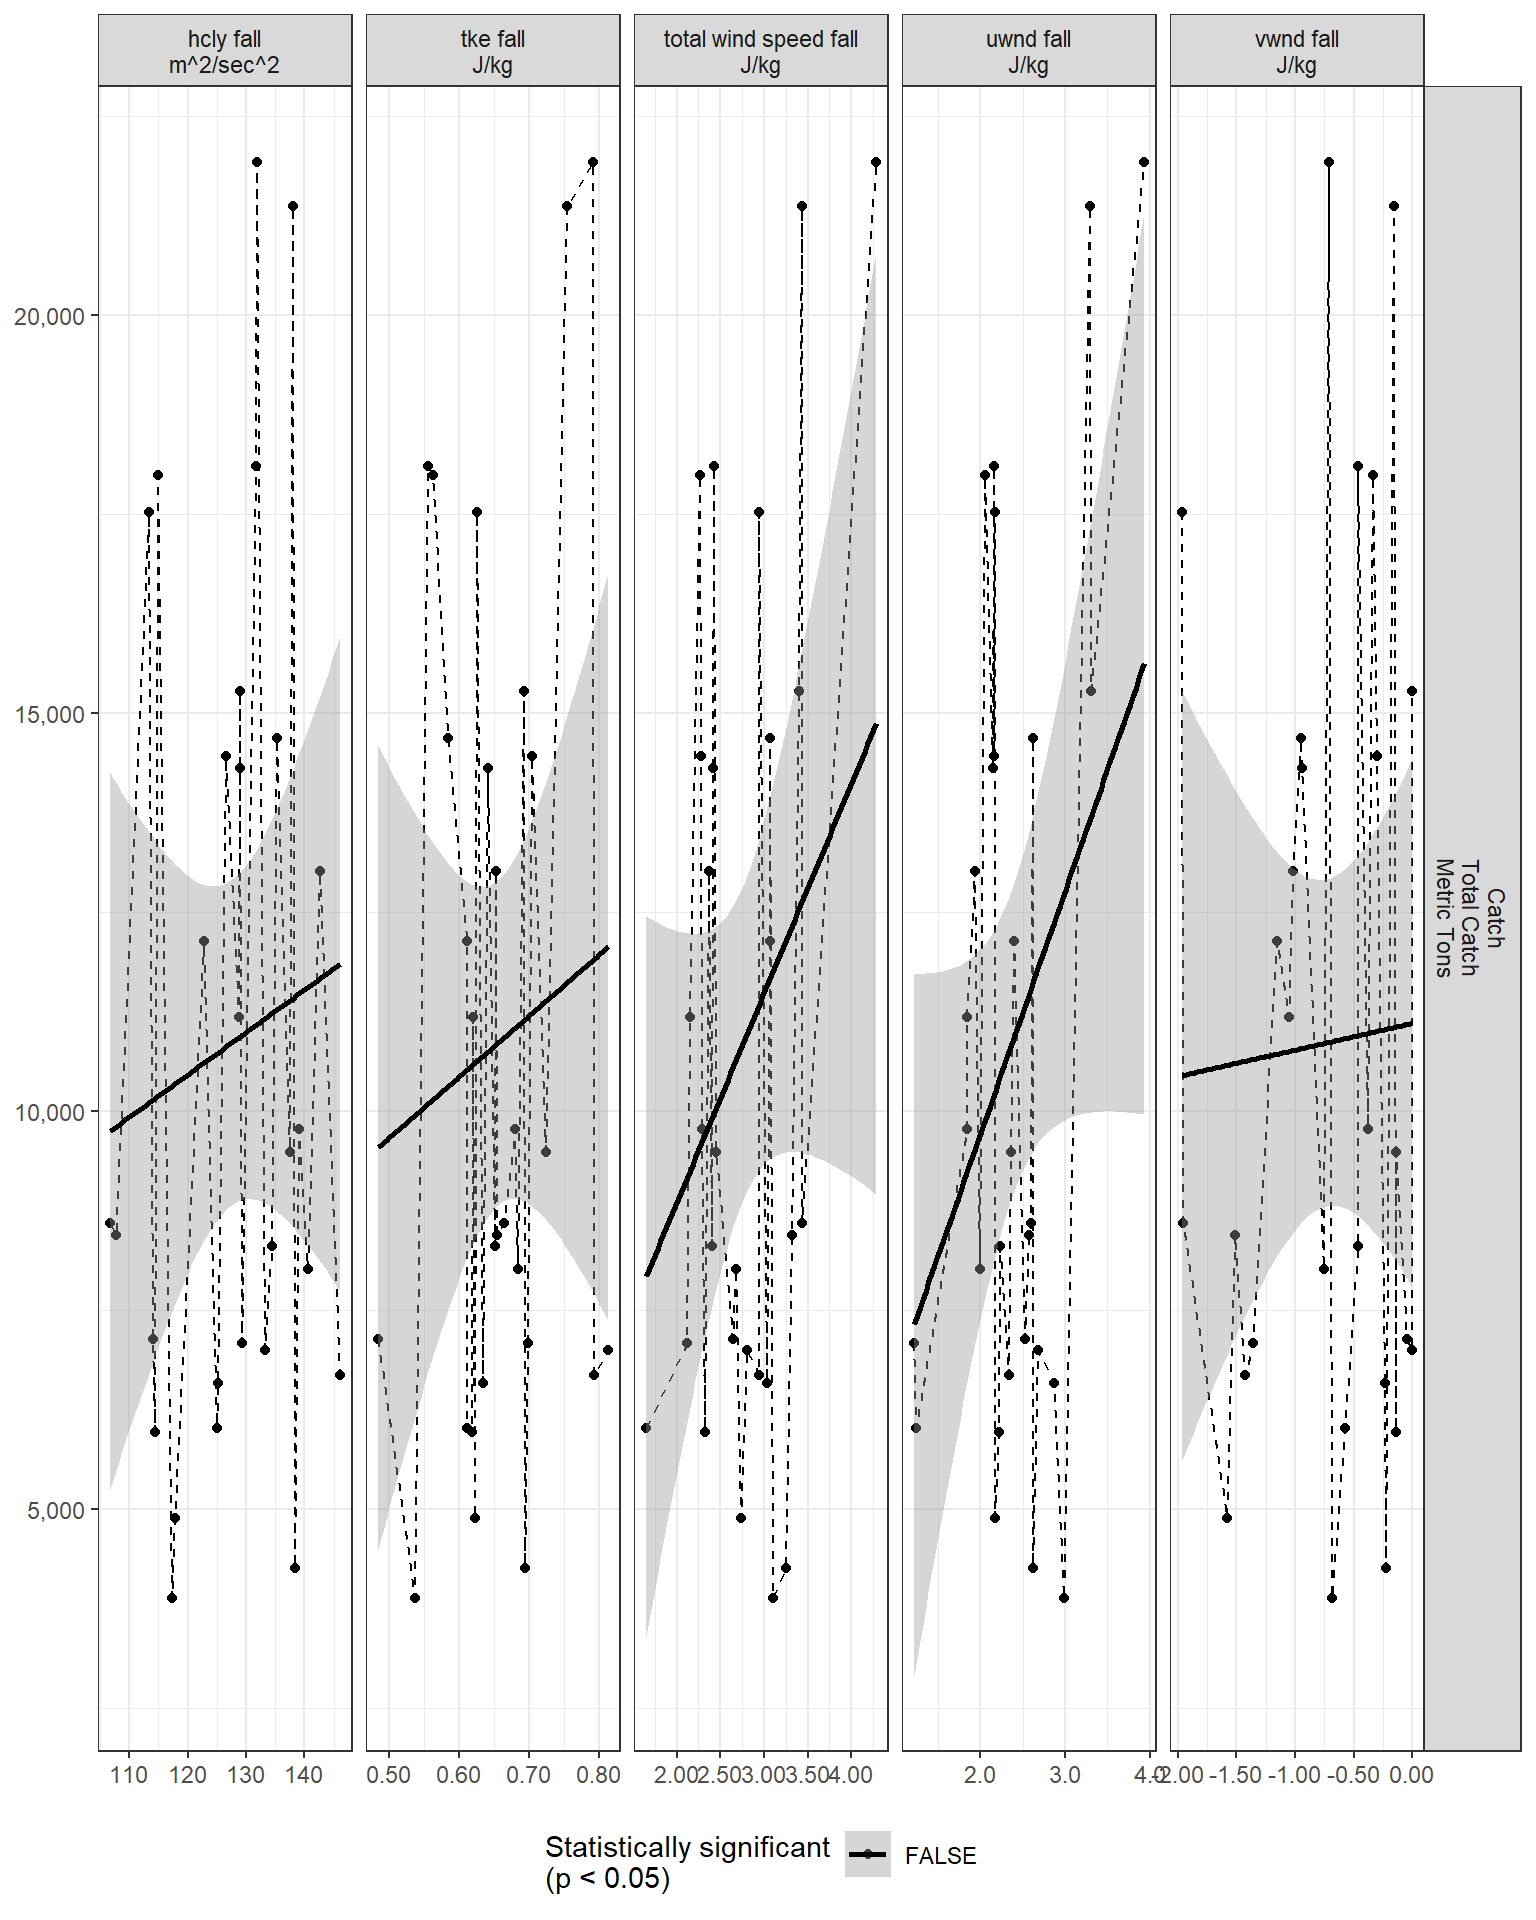 hcly fall
m^2/sec^2
tke fall
J/kg
total wind speed fall
J/kg
uwnd fall
J/kg
vwnd fall
J/kg
20,000
15,000
10,000
5,000
Catch
Total Catch
Metric Tons
110 120 130 140
0.50 0.60 0.70 0.80
2.00 2.50 3.00 3.50 4.00
2.0 3.0 4.0
-2.00 -1.50 -1.00 -0.50 0.00
Statistically significant
(p < 0.05)
FALSE